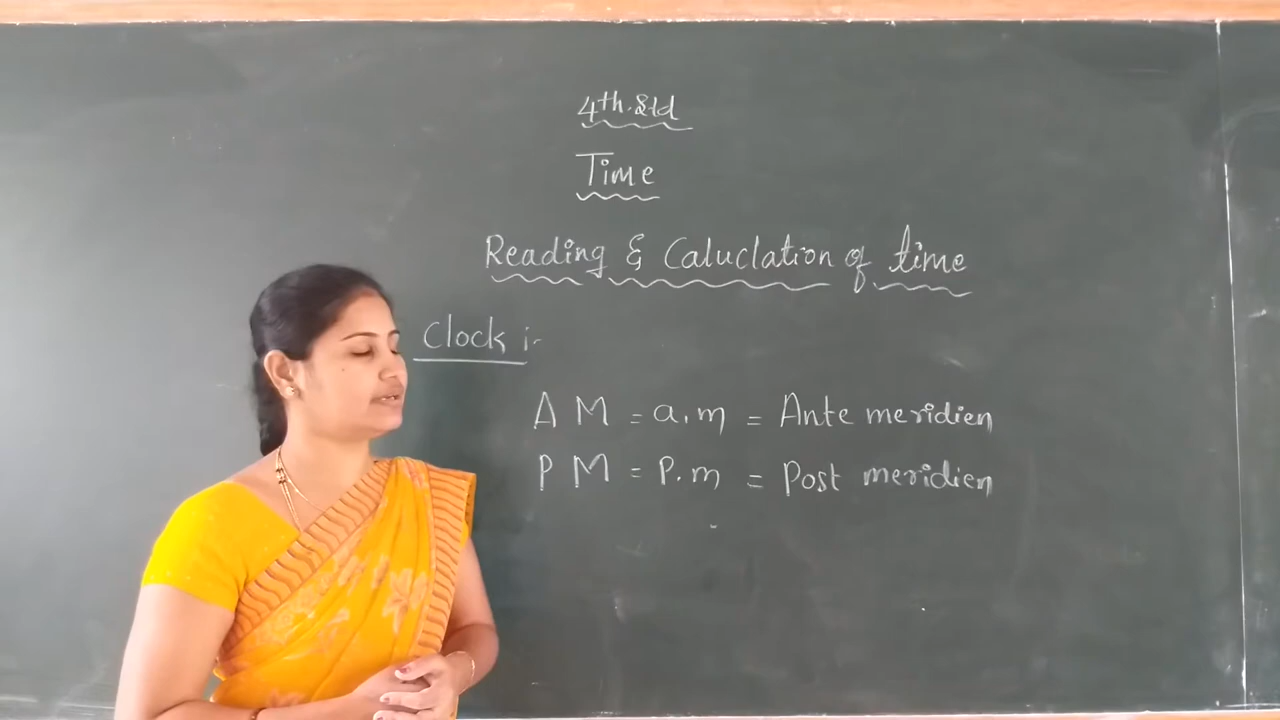 4th.Std
Time
Reading & Caluclation of time
Clock :-
A M = a.m = Ante meridien
P M = P.m = Post meridien